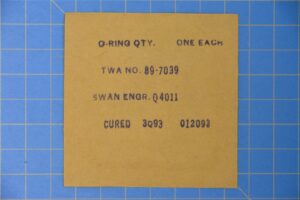 O-RING QTY. ONE EACH
TWA NO. 89-7039
SWAN ENGR. Q4011
CURED 3Q93 012093